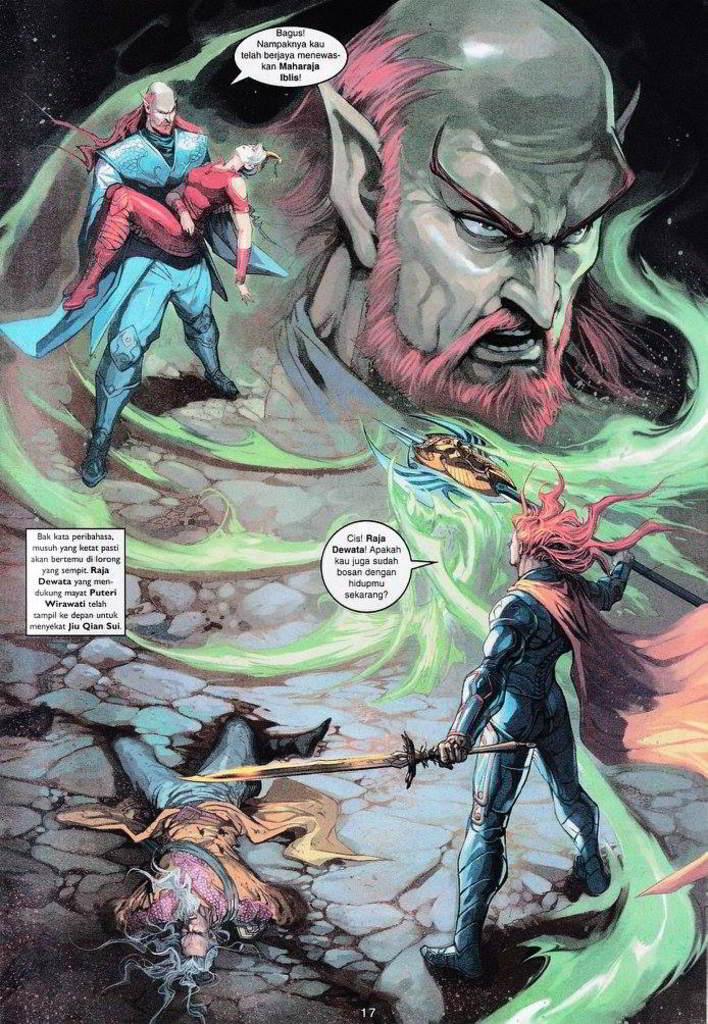 Bagus!
Nampaknya kau
telah berjaya menewas-
kan Maharaja
Iblis!
Bak kata peribahasa,
musuh yang ketat pasti
akan bertemu di lorong
yang sempit. Raja
Dewata yang men-
dukung mayat Puteri
Wirawati telah
tampil ke depan untuk
menyekat Jiu Qian Sui.
Cis! Raja
Dewata! Apakah
kau juga sudah
bosan dengan
hidupmu
sekarang?
17